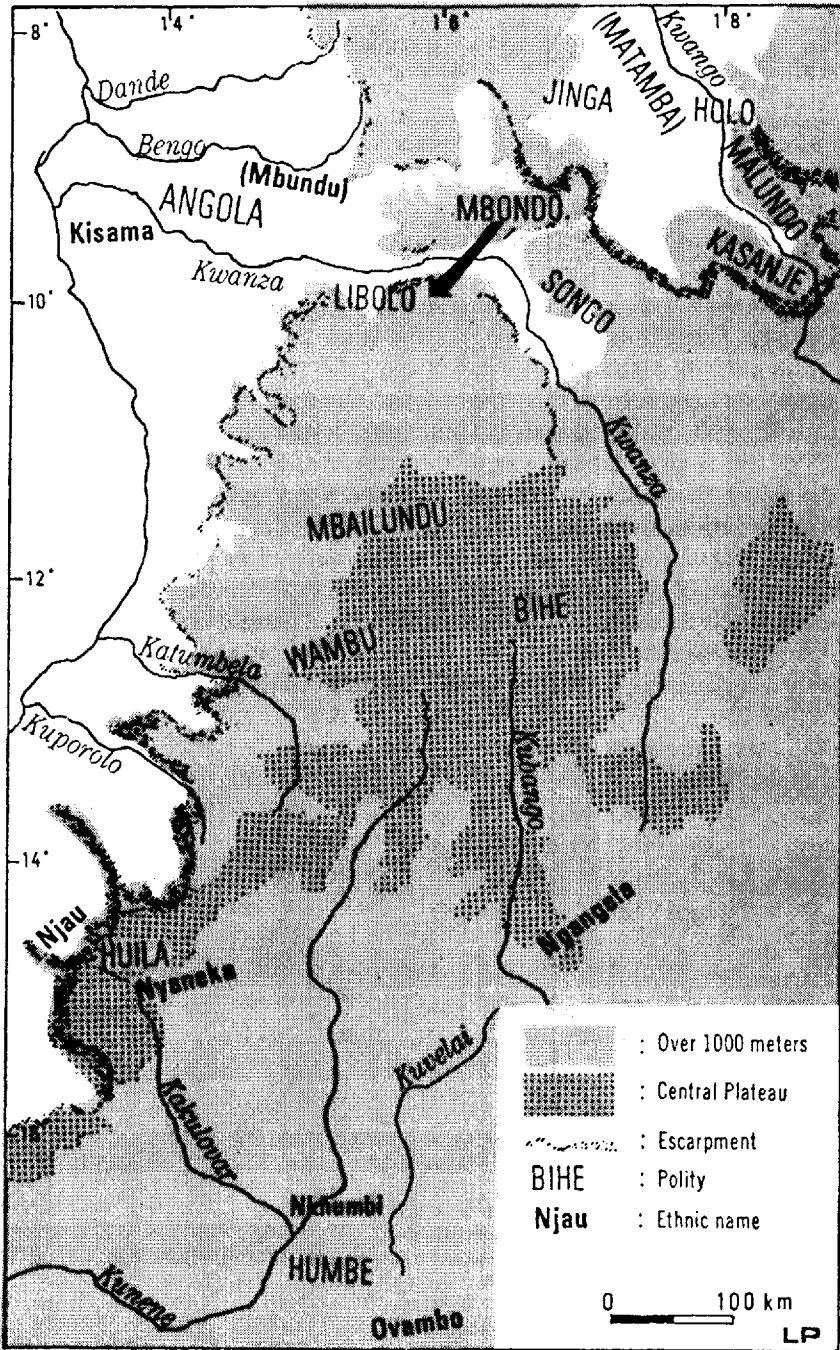 14°
16°
18°
8°
Dande
JINGA
(MATAMBA)
Kwango
HOLO
Bengo
(Mbundu)
MALUNDO
ANGOLA
MBONDO
Kisama
KASANJE
Kwanza
10°
LIBOLO
SONGO
Kwanza
MBAILUNDU
12°
BIHE
WAMBU
Katumbela
Kuporolo
Kubango
14°
Njau
Ngangela
HUILA
Nyaneka
: Over 1000 meters
Kuvelai
: Central Plateau
16°
Kakulovar
: Escarpment
BIHE : Polity
Nkhumbi
Njau : Ethnic name
HUMBE
Kunene
0 100 km
Ovambo
LP